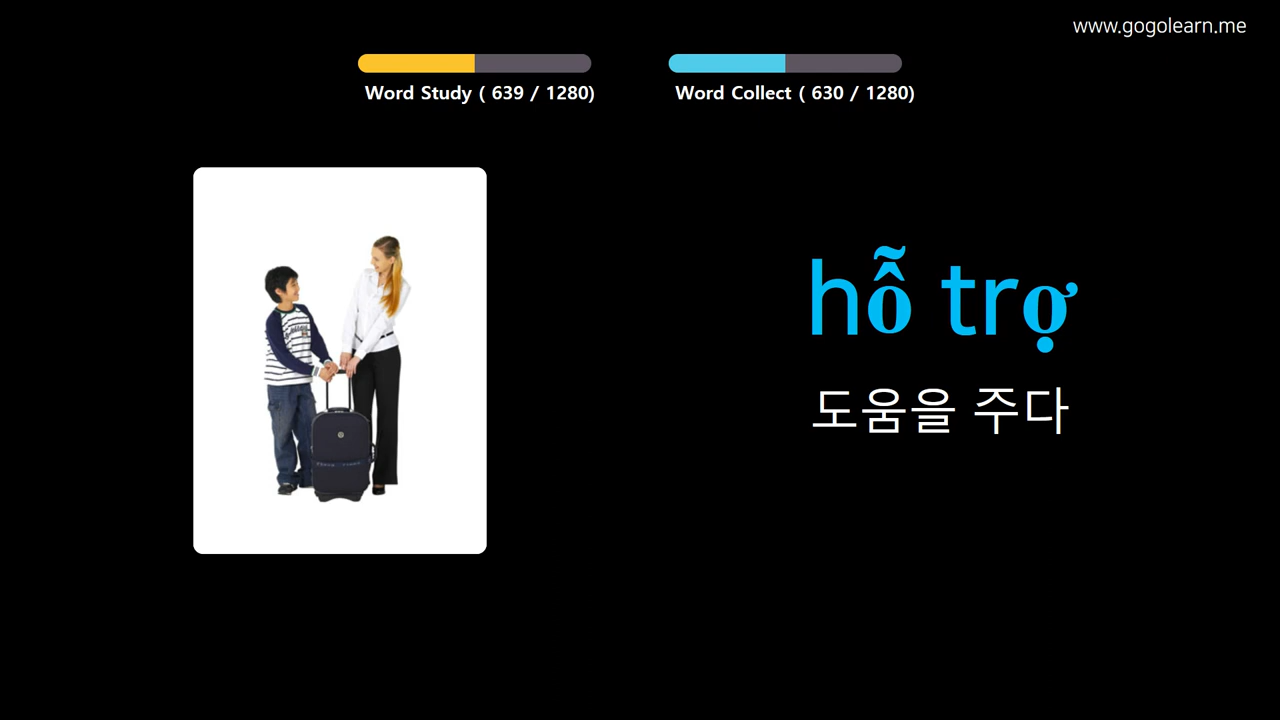 www.gogolearn.me
Word Study ( 639 / 1280)
Word Collect ( 630 / 1280)
hỗ trợ
도움을 주다